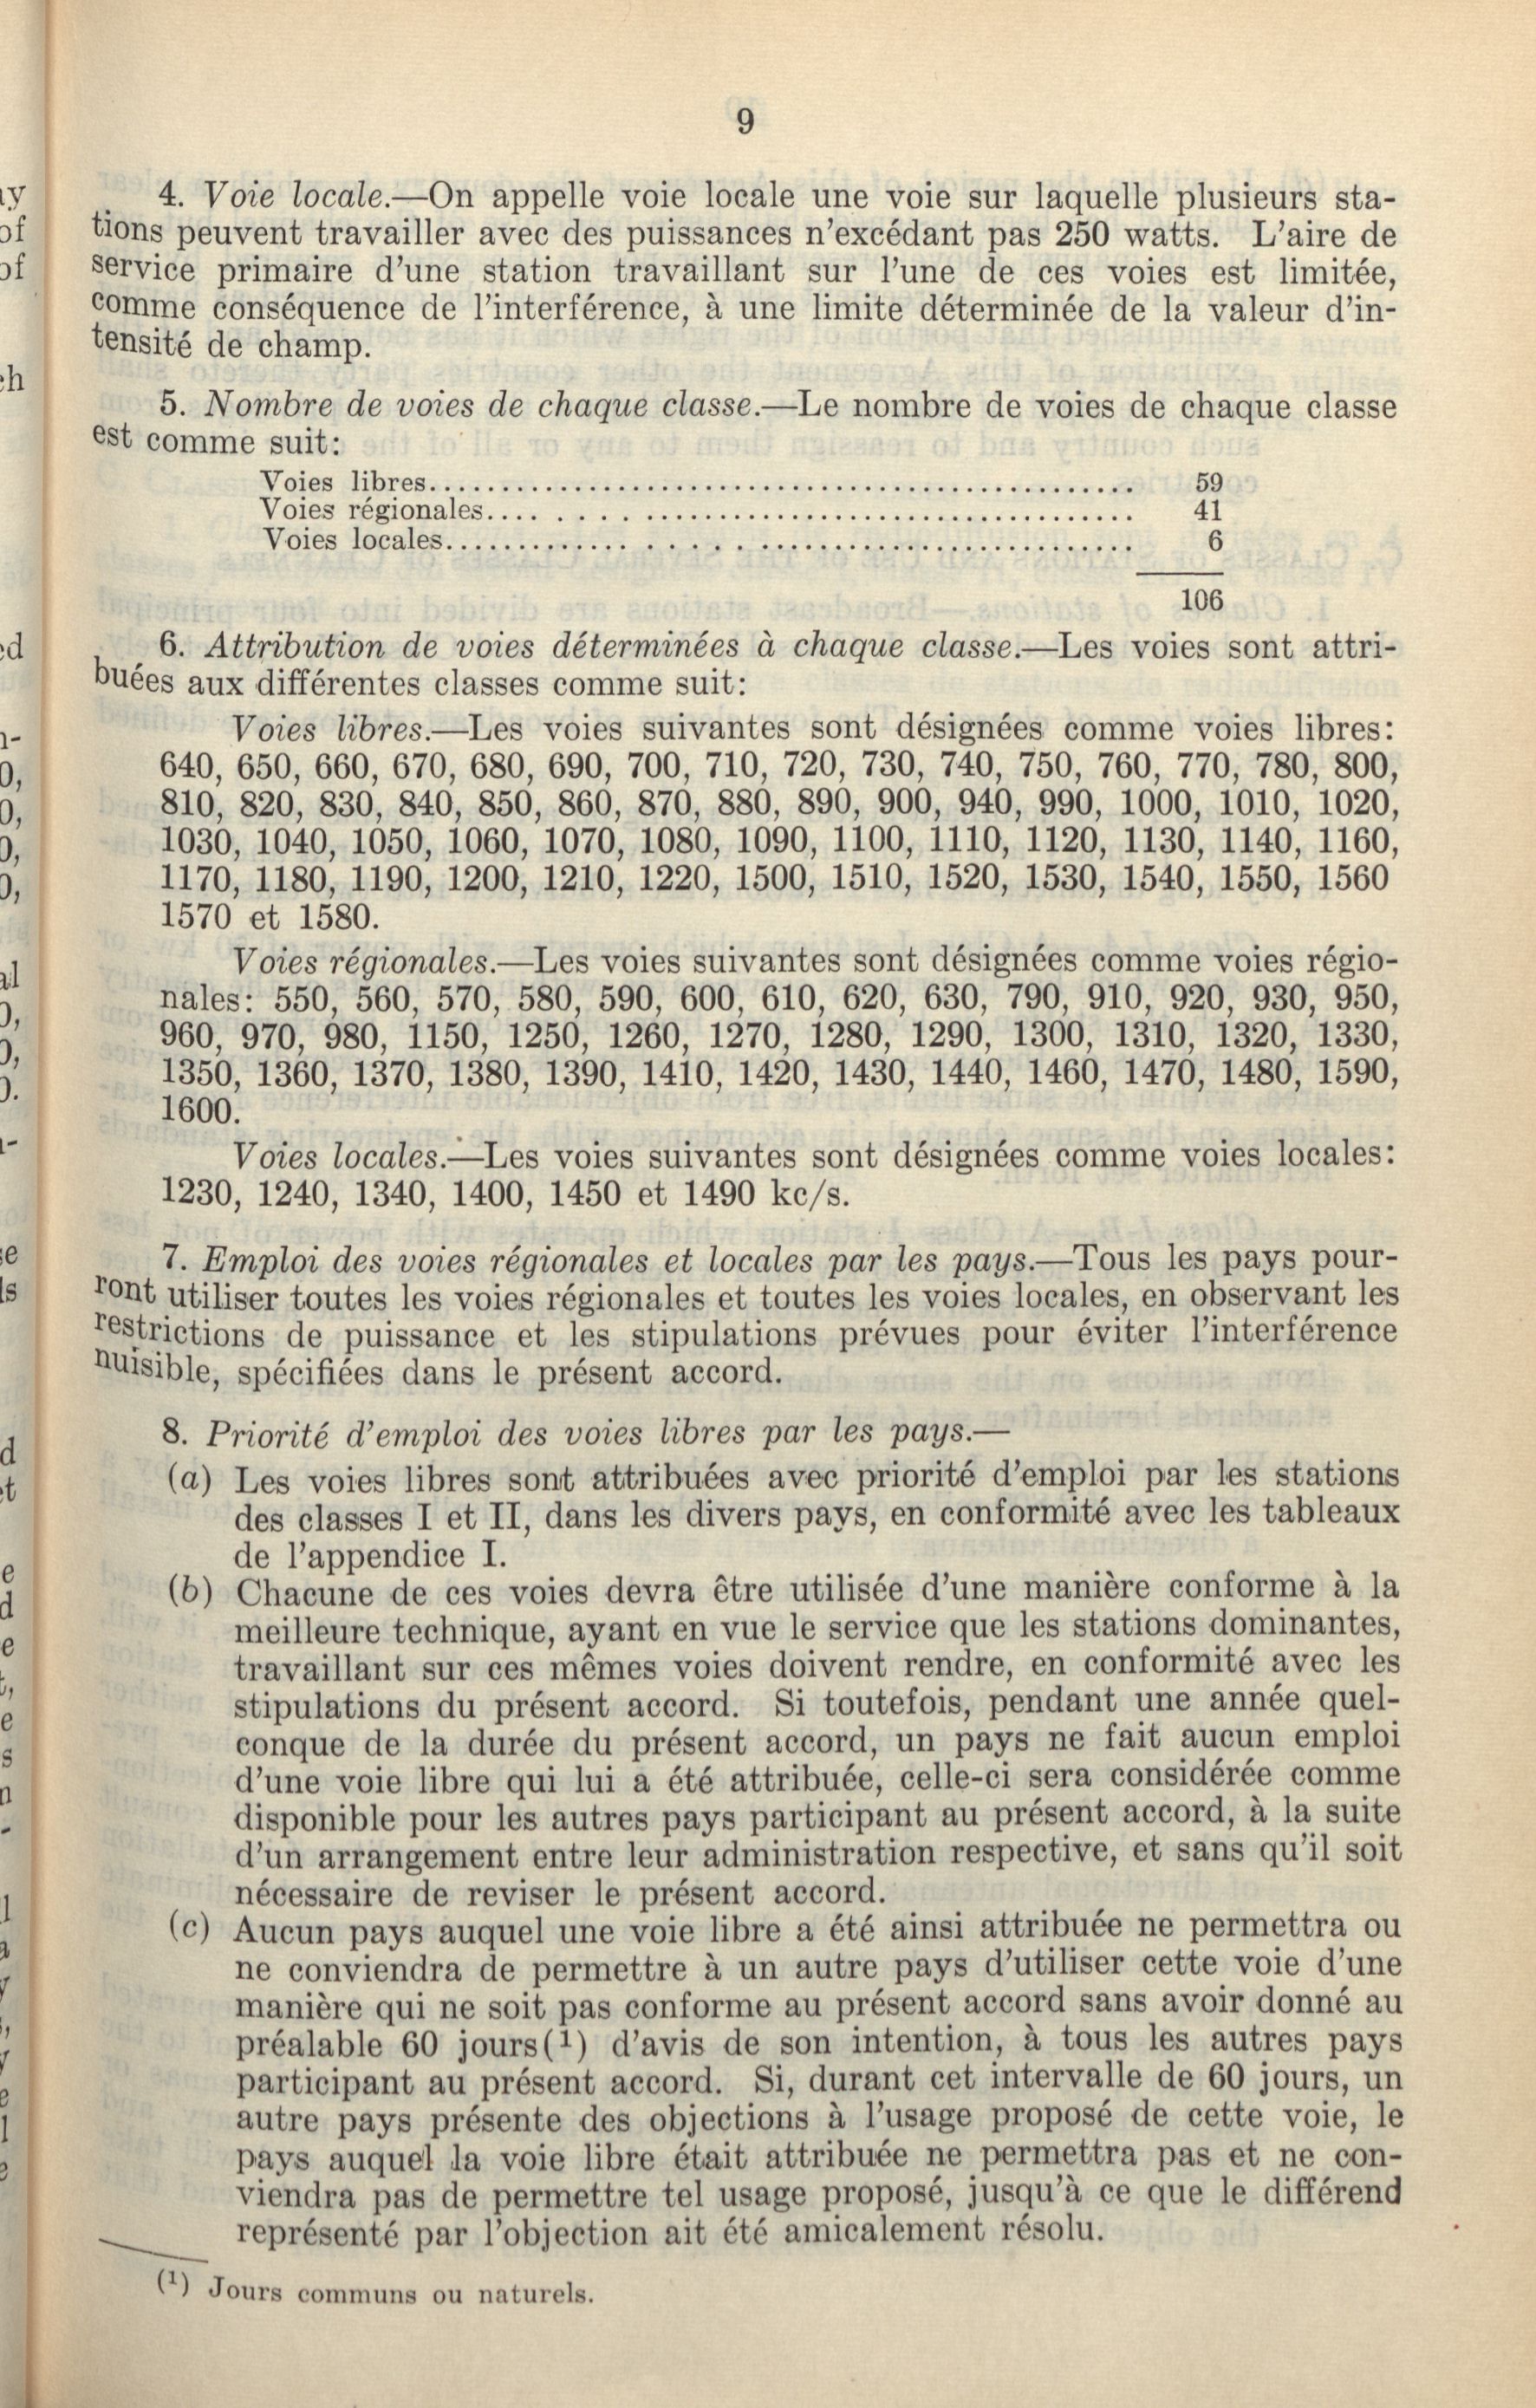 9
4. Voie locale.—On appelle voie locale une voie sur laquelle plusieurs sta-
tions peuvent travailler avec des puissances n'excédant pas 250 watts. L'aire de
service primaire d'une station travaillant sur l'une de ces voies est limitée,
comme conséquence de l'interférence, à une limite déterminée de la valeur d'in-
tensité de champ.
5. Nombre de voies de chaque classe.—Le nombre de voies de chaque classe
est comme suit:
Voies libres.......................................................... 59
Voies régionales.......................................................... 41
Voies locales.......................................................... 6
106
6. Attribution de voies déterminées à chaque classe.—Les voies sont attri-
buées aux différentes classes comme suit:
Voies libres.—Les voies suivantes sont désignées comme voies libres:
640, 650, 660, 670, 680, 690, 700, 710, 720, 730, 740, 750, 760, 770, 780, 800,
810, 820, 830, 840, 850, 860, 870, 880, 890, 900, 940, 990, 1000, 1010, 1020,
1030, 1040, 1050, 1060, 1070, 1080, 1090, 1100, 1110, 1120, 1130, 1140, 1160,
1170, 1180, 1190, 1200, 1210, 1220, 1500, 1510, 1520, 1530, 1540, 1550, 1560
1570 et 1580.
Voies régionales.—Les voies suivantes sont désignées comme voies régio-
nales: 550, 560, 570, 580, 590, 600, 610, 620, 630, 790, 910, 920, 930, 950,
960, 970, 980, 1150, 1250, 1260, 1270, 1280, 1290, 1300, 1310, 1320, 1330,
1350, 1360, 1370, 1380, 1390, 1410, 1420, 1430, 1440, 1460, 1470, 1480, 1590,
1600.
Voies locales.—Les voies suivantes sont désignées comme voies locales:
1230, 1240, 1340, 1400, 1450 et 1490 kc/s.
7. Emploi des voies régionales et locales par les pays.—Tous les pays pour-
ront utiliser toutes les voies régionales et toutes les voies locales, en observant les
restrictions de puissance et les stipulations prévues pour éviter l'interférence
nuisible, spécifiées dans le présent accord.
8. Priorité d'emploi des voies libres par les pays.—
(a) Les voies libres sont attribuées avec priorité d'emploi par les stations
des classes I et II, dans les divers pays, en conformité avec les tableaux
de l'appendice I.
(b) Chacune de ces voies devra être utilisée d'une manière conforme à la
meilleure technique, ayant en vue le service que les stations dominantes,
travaillant sur ces mêmes voies doivent rendre, en conformité avec les
stipulations du présent accord. Si toutefois, pendant une année quel-
conque de la durée du présent accord, un pays ne fait aucun emploi
d'une voie libre qui lui a été attribuée, celle-ci sera considérée comme
disponible pour les autres pays participant au présent accord, à la suite
d'un arrangement entre leur administration respective, et sans qu'il soit
nécessaire de reviser le présent accord.
(c) Aucun pays auquel une voie libre a été ainsi attribuée ne permettra ou
ne conviendra de permettre à un autre pays d'utiliser cette voie d'une
manière qui ne soit pas conforme au présent accord sans avoir donné au
préalable 60 jours(1) d'avis de son intention, à tous les autres pays
participant au présent accord. Si, durant cet intervalle de 60 jours, un
autre pays présente des objections à l'usage proposé de cette voie, le
pays auquel la voie libre était attribuée ne permettra pas et ne con-
viendra pas de permettre tel usage proposé, jusqu'à ce que le différend
représenté par l'objection ait été amicalement résolu.
(1) Jours communs ou naturels.